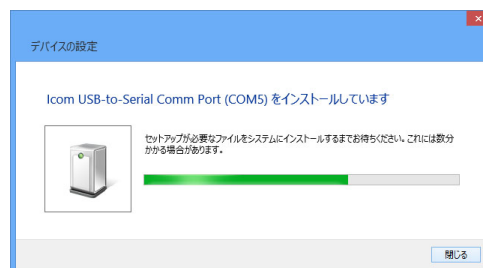 デバイスの設定
Icom USB-to-Serial Comm Port (COM5) をインストールしています
セットアップが必要なファイルをシステムにインストールするまでお待ちください。これには数分
かかる場合があります。
閉じる